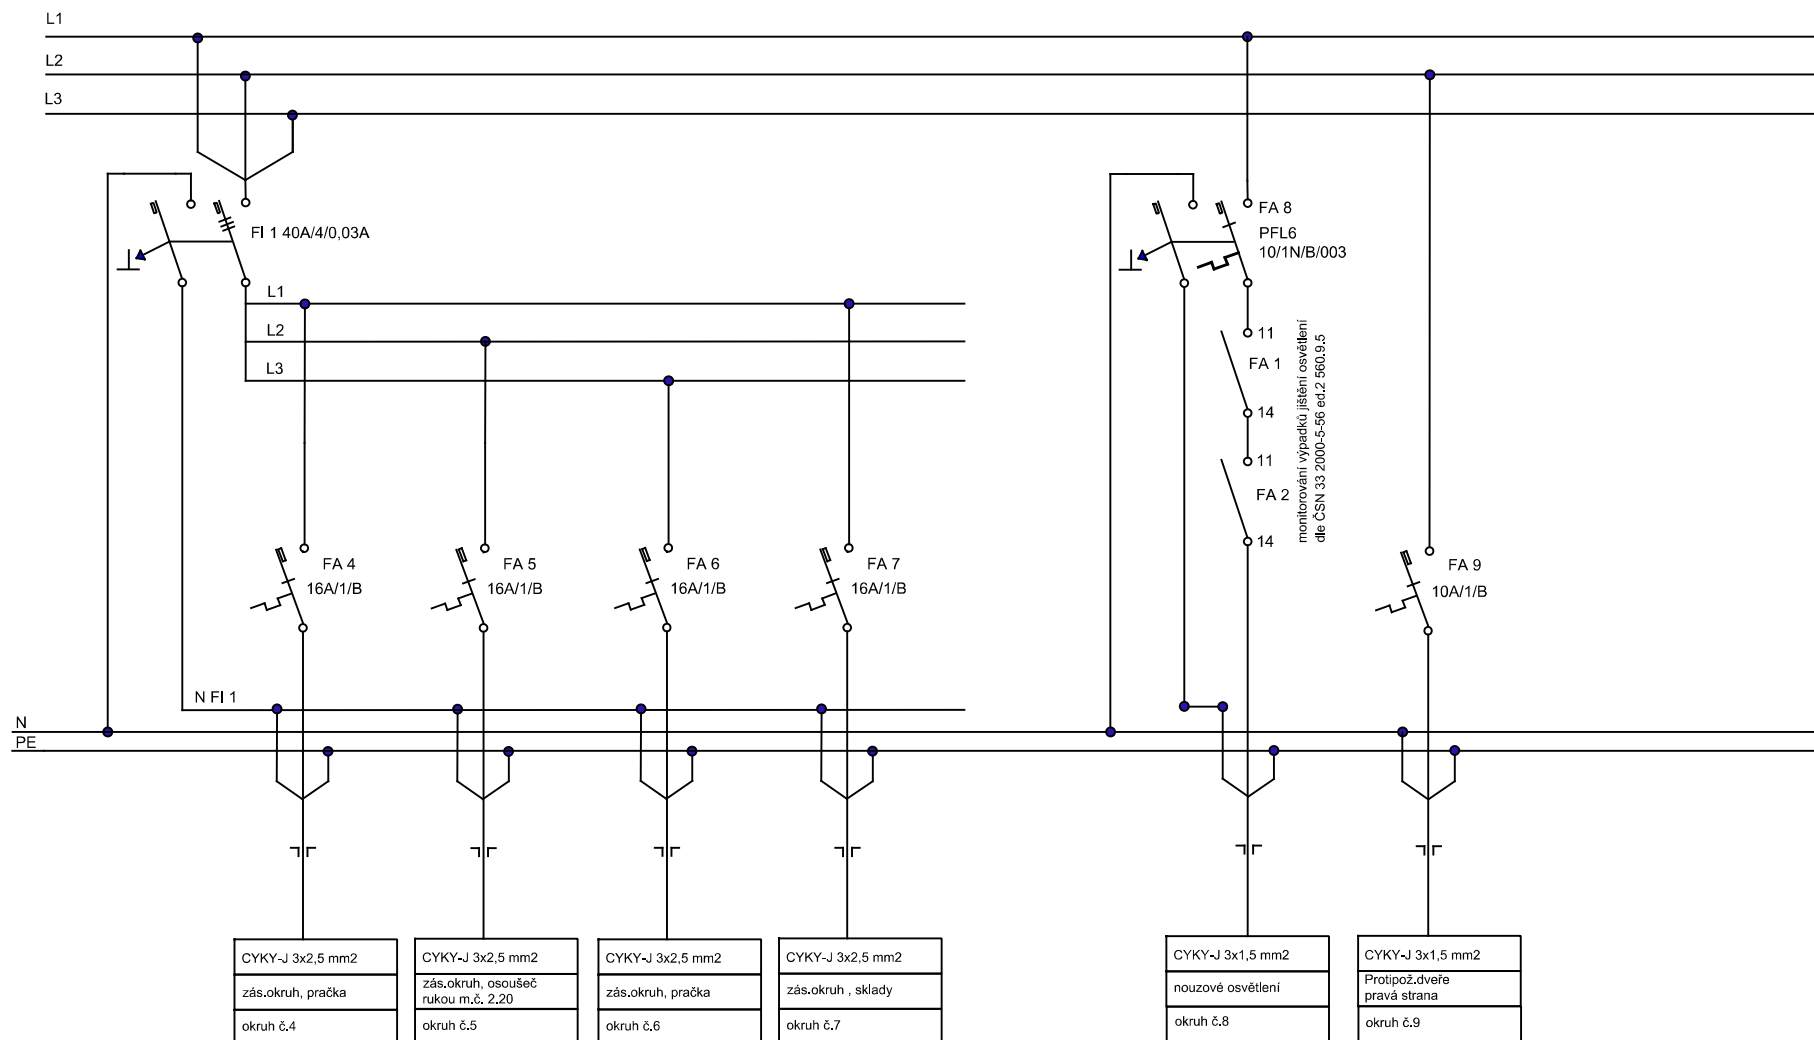 L1
L2
L3
FI 1 40A/4/0,03A
FA 8
PFL6
10/1N/B/003
L1
L2
L3
11
FA 1
14
11
FA 2
14
monitorování výpadků jištění osvětlení
dle ČSN 33 2000-5-56 ed.2 560.9.5
FA 4
16A/1/B
FA 5
16A/1/B
FA 6
16A/1/B
FA 7
16A/1/B
FA 9
10A/1/B
N FI 1
N
PE
CYKY-J 3x2,5 mm2
zás.okruh, pračka
okruh č.4
CYKY-J 3x2,5 mm2
zás.okruh, osoušeč
rukou m.č. 2.20
okruh č.5
CYKY-J 3x2,5 mm2
zás.okruh, pračka
okruh č.6
CYKY-J 3x2,5 mm2
zás.okruh , sklady
okruh č.7
CYKY-J 3x1,5 mm2
nouzové osvětlení
okruh č.8
CYKY-J 3x1,5 mm2
Protipož.dveře
pravá strana
okruh č.9